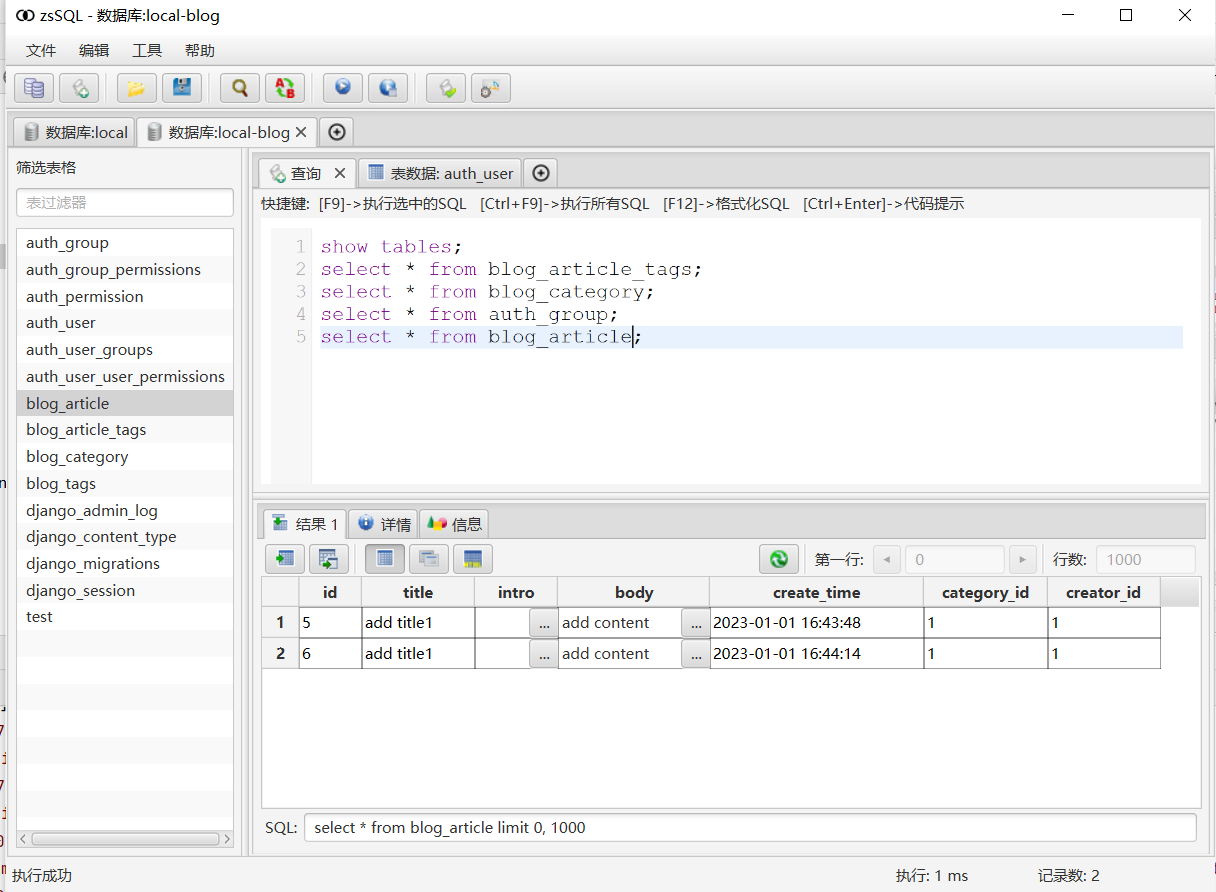 zsSQL - 数据库:local-blog
文件 编辑 工具 帮助
数据库:local 数据库:local-blog
筛选表格
表过滤器
auth_group
auth_group_permissions
auth_permission
auth_user
auth_user_groups
auth_user_user_permissions
blog_article
blog_article_tags
blog_category
blog_tags
django_admin_log
django_content_type
django_migrations
django_session
test
查询 表数据: auth_user
快捷键: [F9]->执行选中的SQL [Ctrl+F9]->执行所有SQL [F12]->格式化SQL [Ctrl+Enter]->代码提示
1 show tables;
2 select * from blog_article_tags;
3 select * from blog_category;
4 select * from auth_group;
5 select * from blog_article;
结果 1 详情 信息
第一行: 0 行数: 1000
id title intro body create_time category_id creator_id
1 5 add title1 ... add content ... 2023-01-01 16:43:48 1 1
2 6 add title1 ... add content ... 2023-01-01 16:44:14 1 1
SQL: select * from blog_article limit 0, 1000
执行成功 执行: 1 ms 记录数: 2